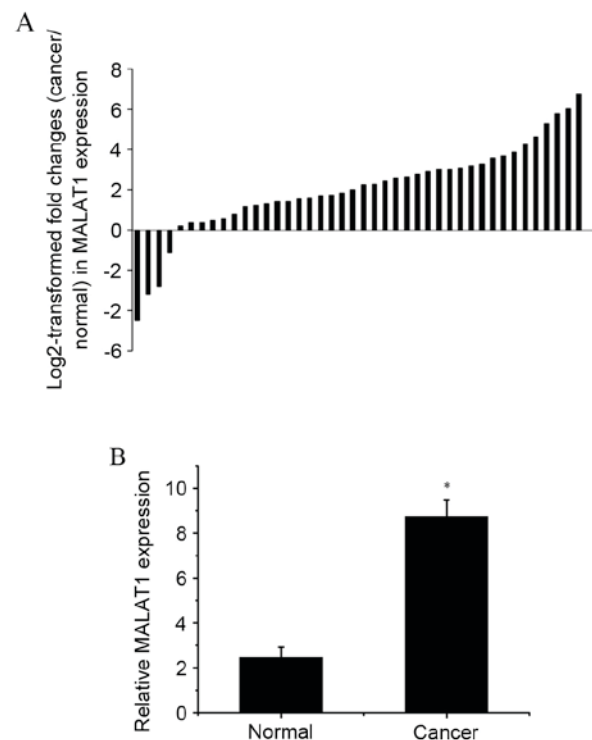 A
Log2-transformed fold changes (cancer/
normal) in MALAT1 expression
8
6
4
2
0
-2
-2
-6
B
Relative MALAT1 expression
10
8
6
4
2
0
*
Normal
Cancer